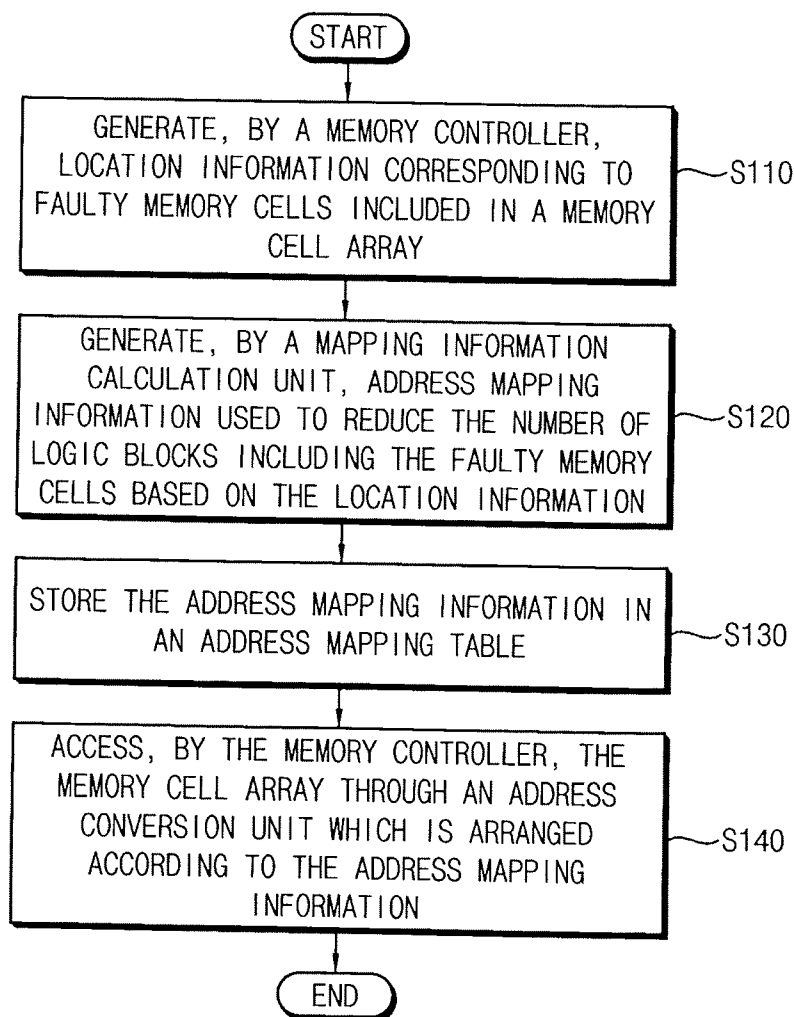 START
GENERATE, BY A MEMORY CONTROLLER,
LOCATION INFORMATION CORRESPONDING TO
FAULTY MEMORY CELLS INCLUDED IN A MEMORY
CELL ARRAY
S110
GENERATE, BY A MAPPING INFORMATION
CALCULATION UNIT, ADDRESS MAPPING
INFORMATION USED TO REDUCE THE NUMBER OF
LOGIC BLOCKS INCLUDING THE FAULTY MEMORY
CELLS BASED ON THE LOCATION INFORMATION
S120
STORE THE ADDRESS MAPPING INFORMATION IN
AN ADDRESS MAPPING TABLE
S130
ACCESS, BY THE MEMORY CONTROLLER, THE
MEMORY CELL ARRAY THROUGH AN ADDRESS
CONVERSION UNIT WHICH IS ARRANGED
ACCORDING TO THE ADDRESS MAPPING
INFORMATION
S140
END